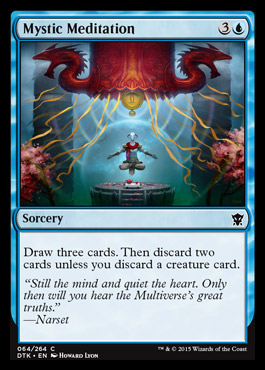 Mystic Meditation 3
Sorcery
Draw three cards. Then discard two
cards unless you discard a creature card.
“Still the mind and quiet the heart. Only
then will you hear the Multiverse’s great
truths.”
—Narset
064/264 C
DTK • EN Howard Lyon
™ & © 2015 Wizards of the Coast